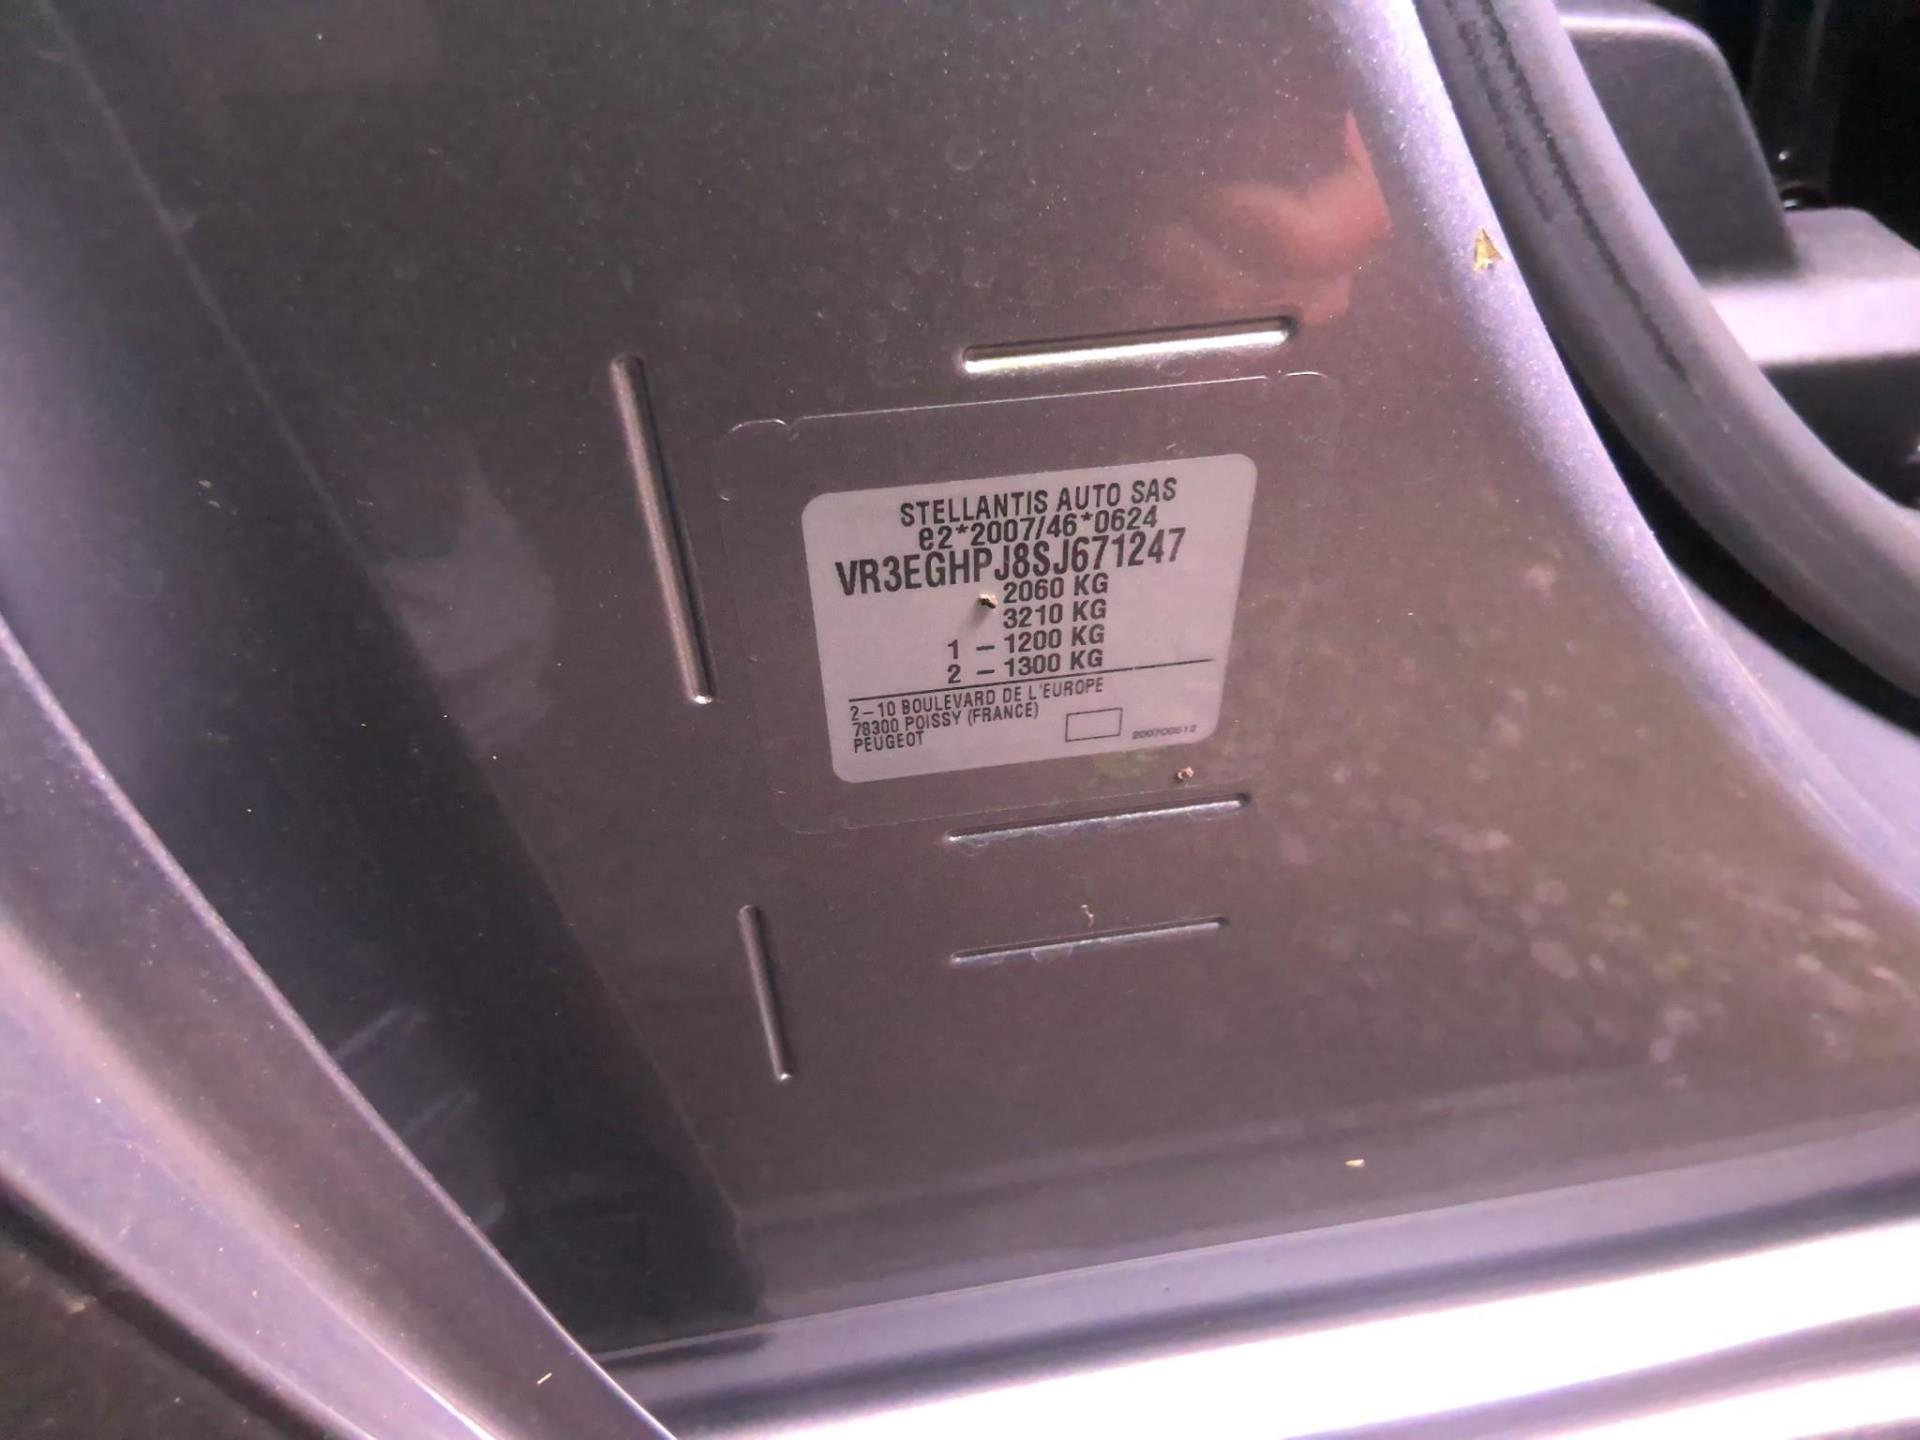 STELLANTIS AUTO SAS
e2*2007/46*0624
VR3EGHPJ8SJ671247
2060 KG
3210 KG
1 - 1200 KG
2 - 1300 KG
2-10 BOULEVARD DE L'EUROPE
78300 POISSY (FRANCE)
PEUGEOT